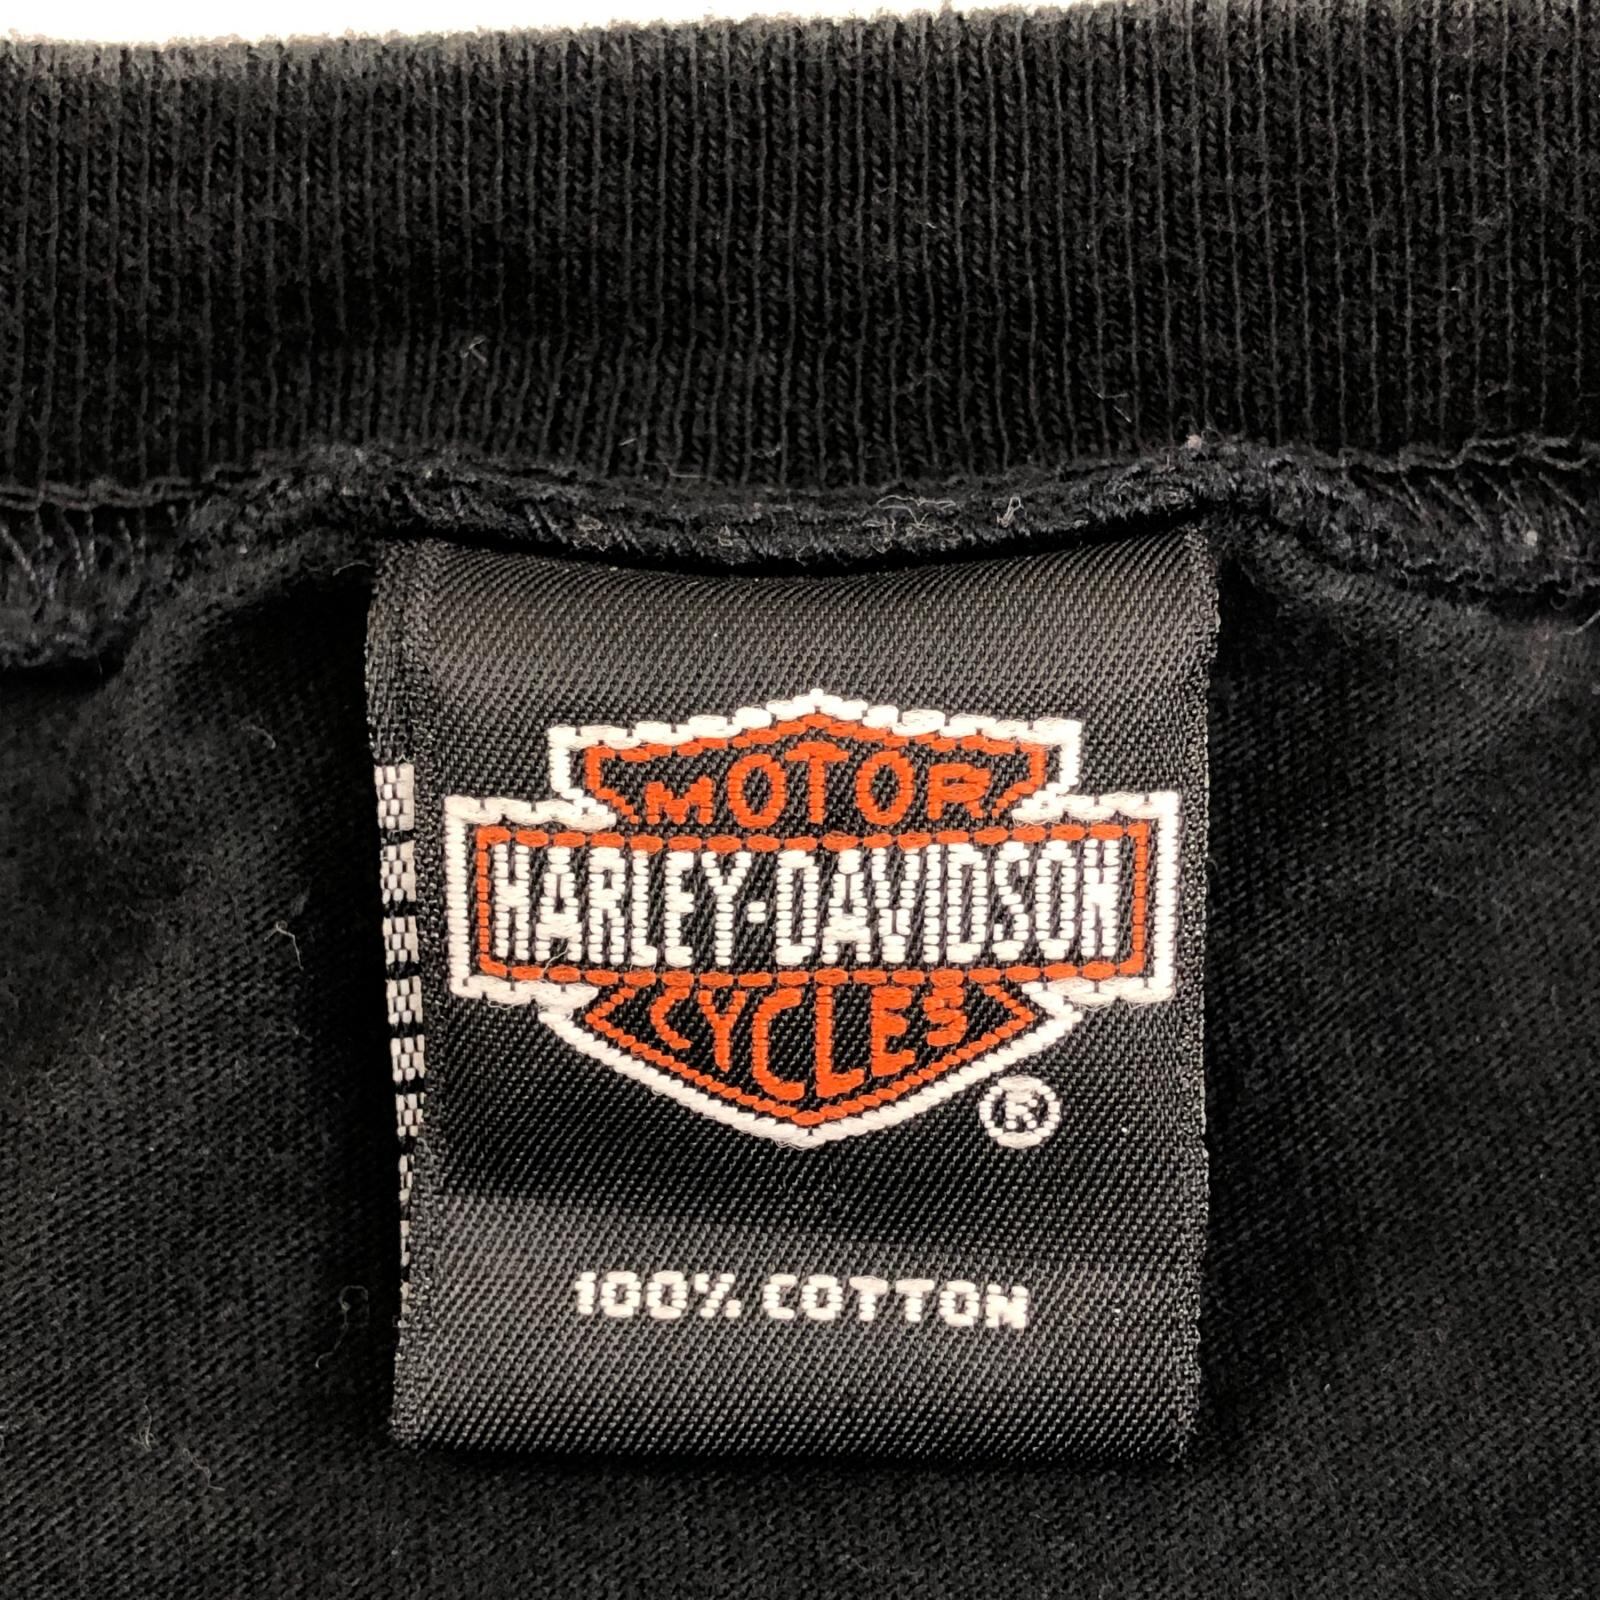 MOTOR
HARLEY-DAVIDSON
CYCLES
®
100% COTTON